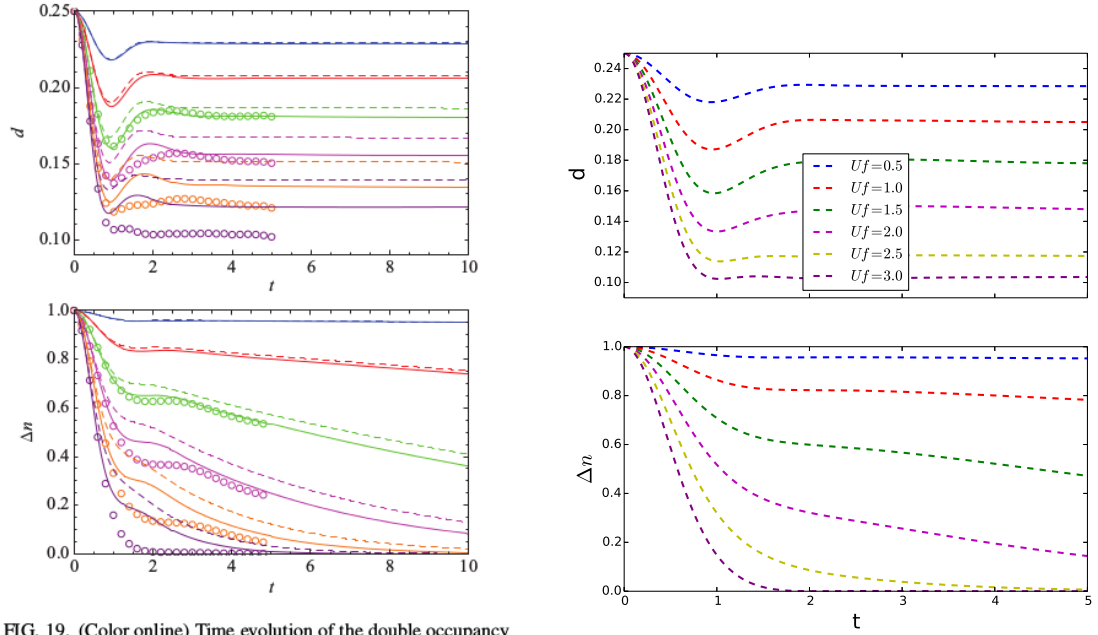 0.25
0.20
0.15
0.10
d
0 2 4 6 8 10
t
1.0
0.8
0.6
0.4
0.2
0.0
Δn
0 2 4 6 8 10
t
FIG. 19. (Color online) Time evolution of the double occupancy
0.24
0.22
0.20
0.18
0.16
0.14
0.12
0.10
d
Uf=0.5
Uf=1.0
Uf=1.5
Uf=2.0
Uf=2.5
Uf=3.0
1.0
0.8
0.6
0.4
0.2
0.0
Δn
0 1 2 3 4 5
t